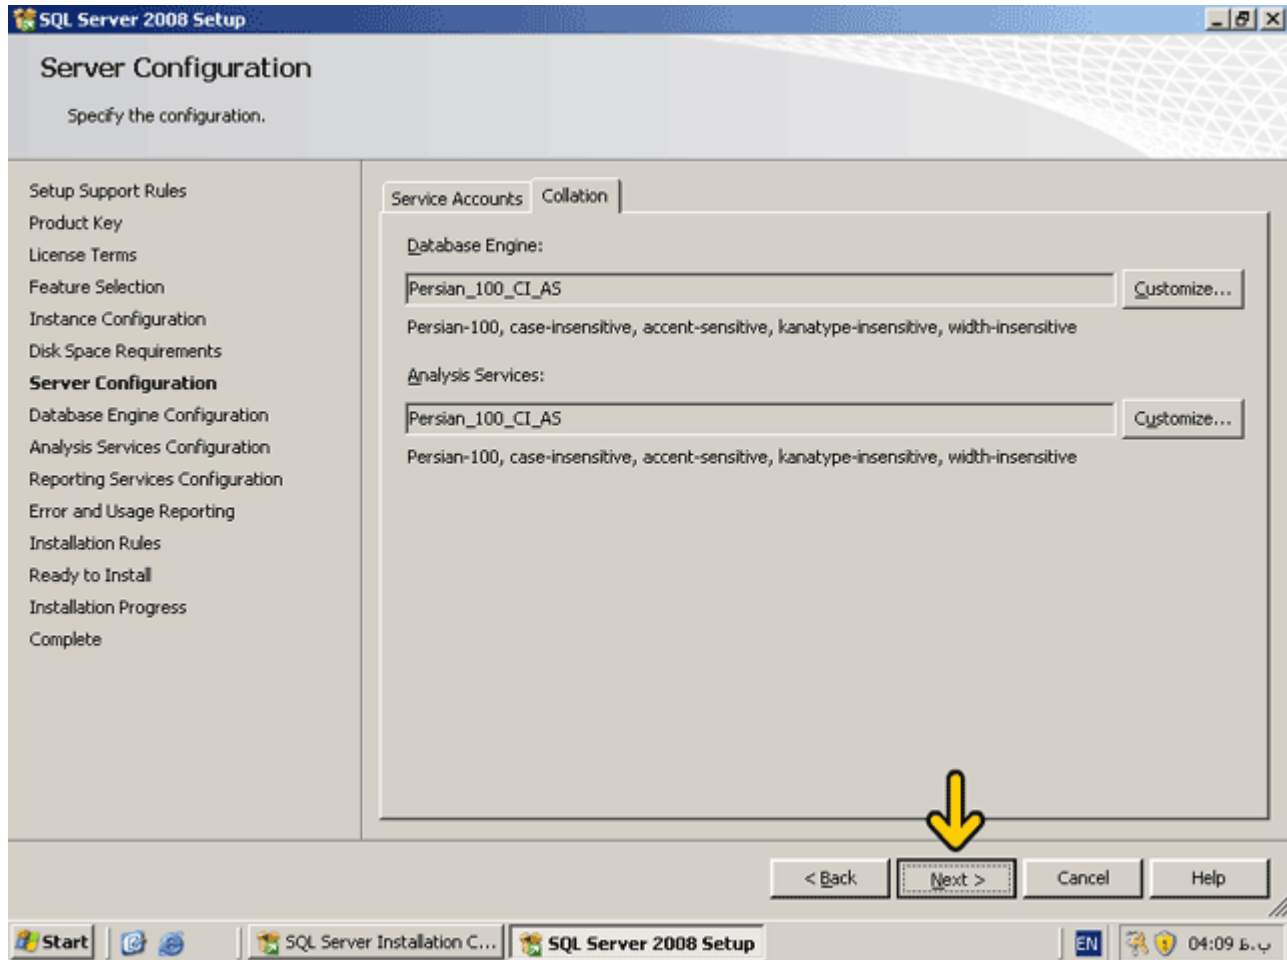 SQL Server 2008 Setup
Server Configuration
Specify the configuration.
Setup Support Rules
Product Key
License Terms
Feature Selection
Instance Configuration
Disk Space Requirements
Server Configuration
Database Engine Configuration
Analysis Services Configuration
Reporting Services Configuration
Error and Usage Reporting
Installation Rules
Ready to Install
Installation Progress
Complete
Service Accounts Collation
Database Engine:
Persian_100_CI_AS Customize...
Persian-100, case-insensitive, accent-sensitive, kanatype-insensitive, width-insensitive
Analysis Services:
Persian_100_CI_AS Customize...
Persian-100, case-insensitive, accent-sensitive, kanatype-insensitive, width-insensitive
< Back Next > Cancel Help
Start SQL Server Installation C... SQL Server 2008 Setup EN 04:09 ب.ظ